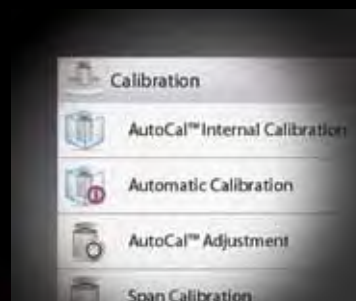 Calibration
AutoCal™ Internal Calibration
Automatic Calibration
AutoCal™ Adjustment
Span Calibration